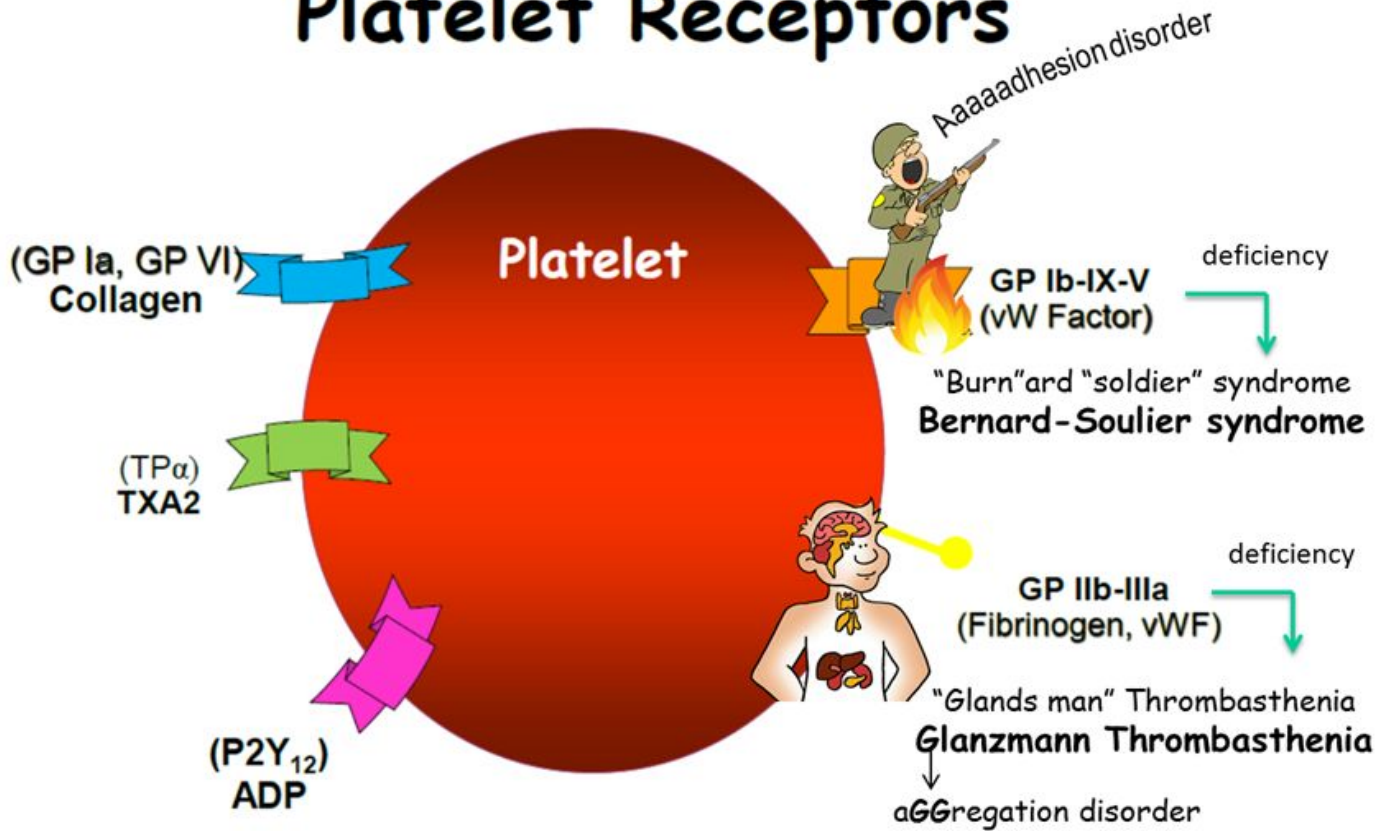 Platelet Receptors
Aaaaadhesion disorder
Platelet
(GP Ia, GP VI)
Collagen
GP Ib-IX-V
(vW Factor)
deficiency
"Burn"ard "soldier" syndrome
Bernard-Soulier syndrome
(TPα)
TXA2
GP IIb-IIIa
(Fibrinogen, vWF)
deficiency
"Glands man" Thrombasthenia
Glanzmann Thrombasthenia
aGGregation disorder
(P2Y₁₂)
ADP